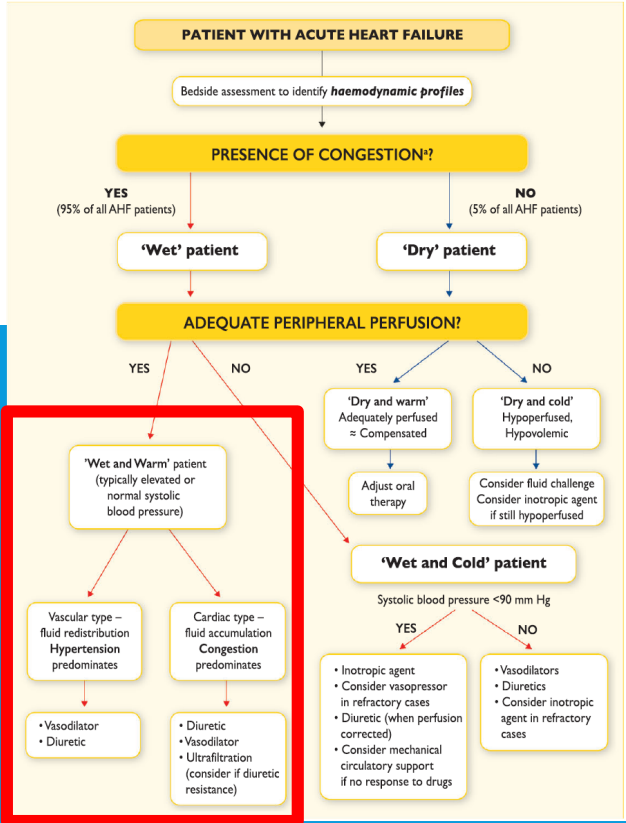 PATIENT WITH ACUTE HEART FAILURE
Bedside assessment to identify haemodynamic profiles
PRESENCE OF CONGESTIONᵃ?
YES
(95% of all AHF patients)
NO
(5% of all AHF patients)
‘Wet’ patient
‘Dry’ patient
ADEQUATE PERIPHERAL PERFUSION?
YES
NO
YES
NO
‘Dry and warm’
Adequately perfused
≈ Compensated
‘Dry and cold’
Hypoperfused,
Hypovolemic
’Wet and Warm’ patient
(typically elevated or
normal systolic
blood pressure)
Adjust oral
therapy
Consider fluid challenge
Consider inotropic agent
if still hypoperfused
‘Wet and Cold’ patient
Systolic blood pressure <90 mm Hg
YES
NO
Vascular type –
fluid redistribution
Hypertension
predominates
Cardiac type –
fluid accumulation
Congestion
predominates
• Vasodilator
• Diuretic
• Diuretic
• Vasodilator
• Ultrafiltration
(consider if diuretic
resistance)
• Inotropic agent
• Consider vasopressor
in refractory cases
• Diuretic (when perfusion
corrected)
• Consider mechanical
circulatory support
if no response to drugs
• Vasodilators
• Diuretics
• Consider inotropic
agent in refractory
cases